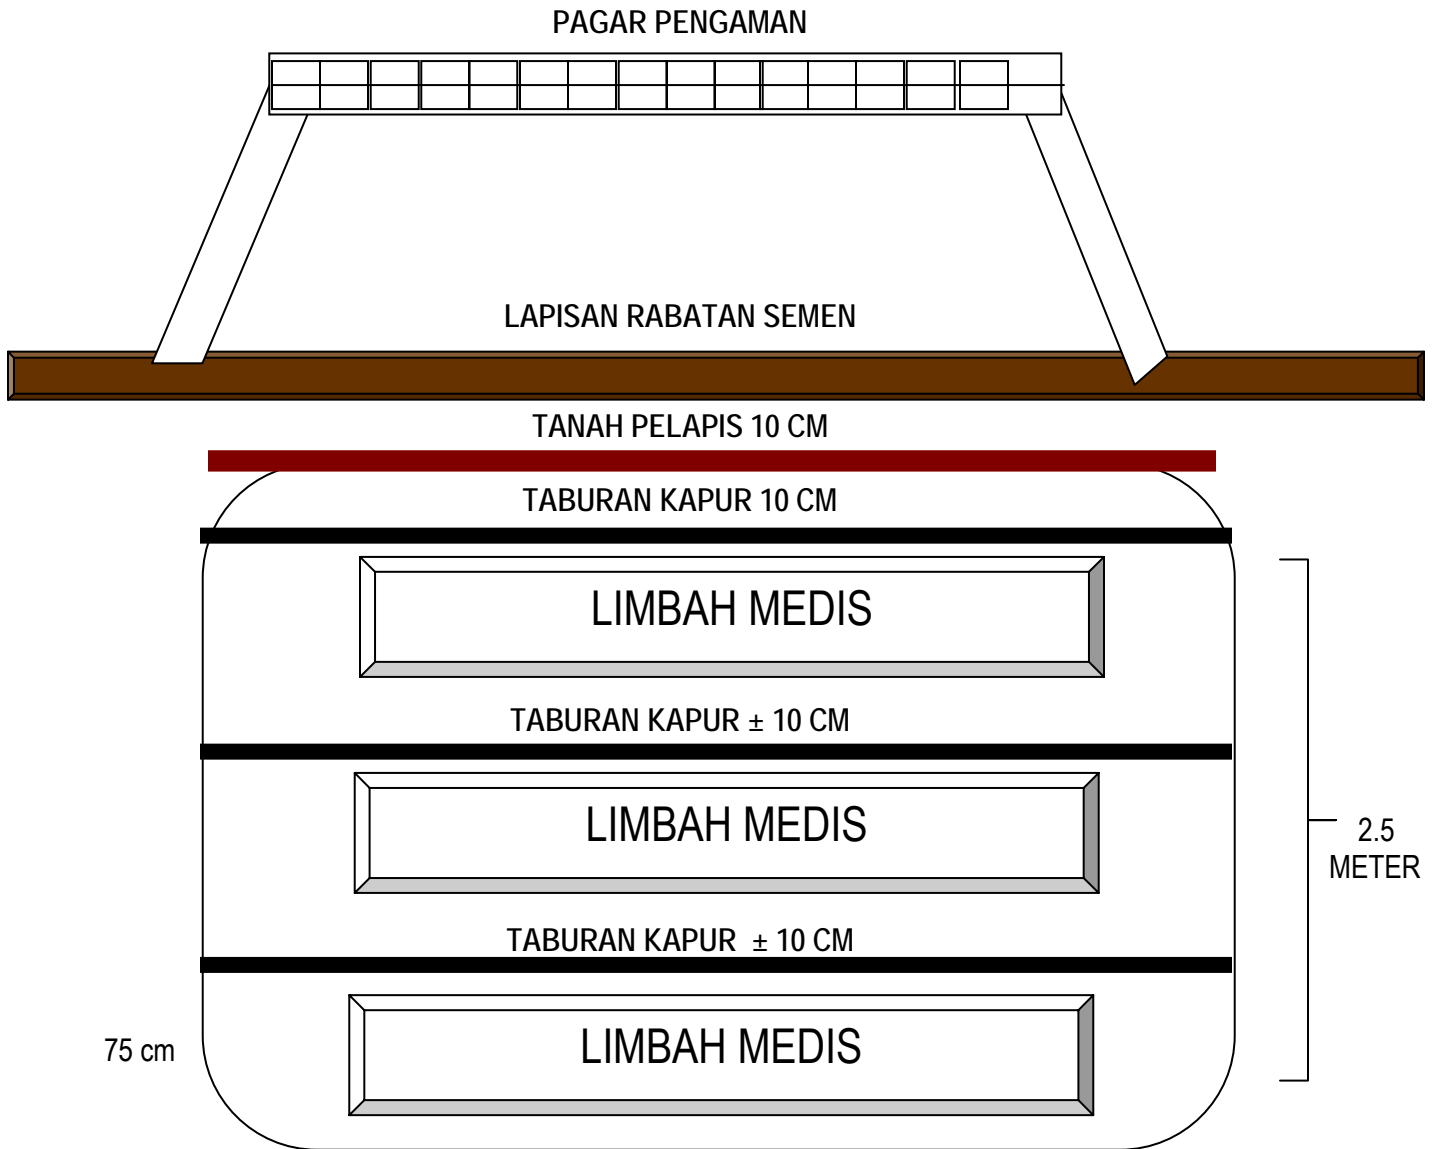 PAGAR PENGAMAN
LAPISAN RABATAN SEMEN
TANAH PELAPIS 10 CM
TABURAN KAPUR 10 CM
LIMBAH MEDIS
TABURAN KAPUR ± 10 CM
LIMBAH MEDIS
2.5
METER
TABURAN KAPUR ± 10 CM
LIMBAH MEDIS
75 cm